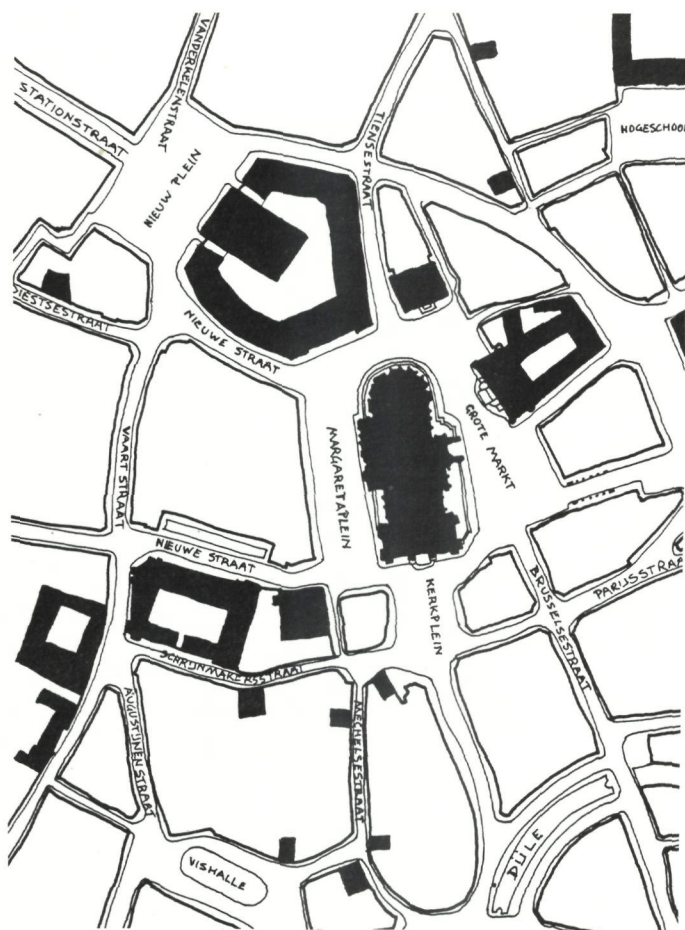 VANDERKELENSTRAAT
STATIONSTRAAT
TIENSESTRAAT
HOGESCHOOL
NIEUW PLEIN
DIESTSESTRAAT
NIEUWE STRAAT
GROTE MARKT
MARGARETAPLEIN
VAARTSTRAAT
NIEUWE STRAAT
KERKPLEIN
BRUSSELSESTRAAT
PARIJSSTRAAT
SCHRIJNMAKERSSTRAAT
AUGUSTIJNENSTRAAT
MECHELSESTRAAT
VISHALLE
DIJLE